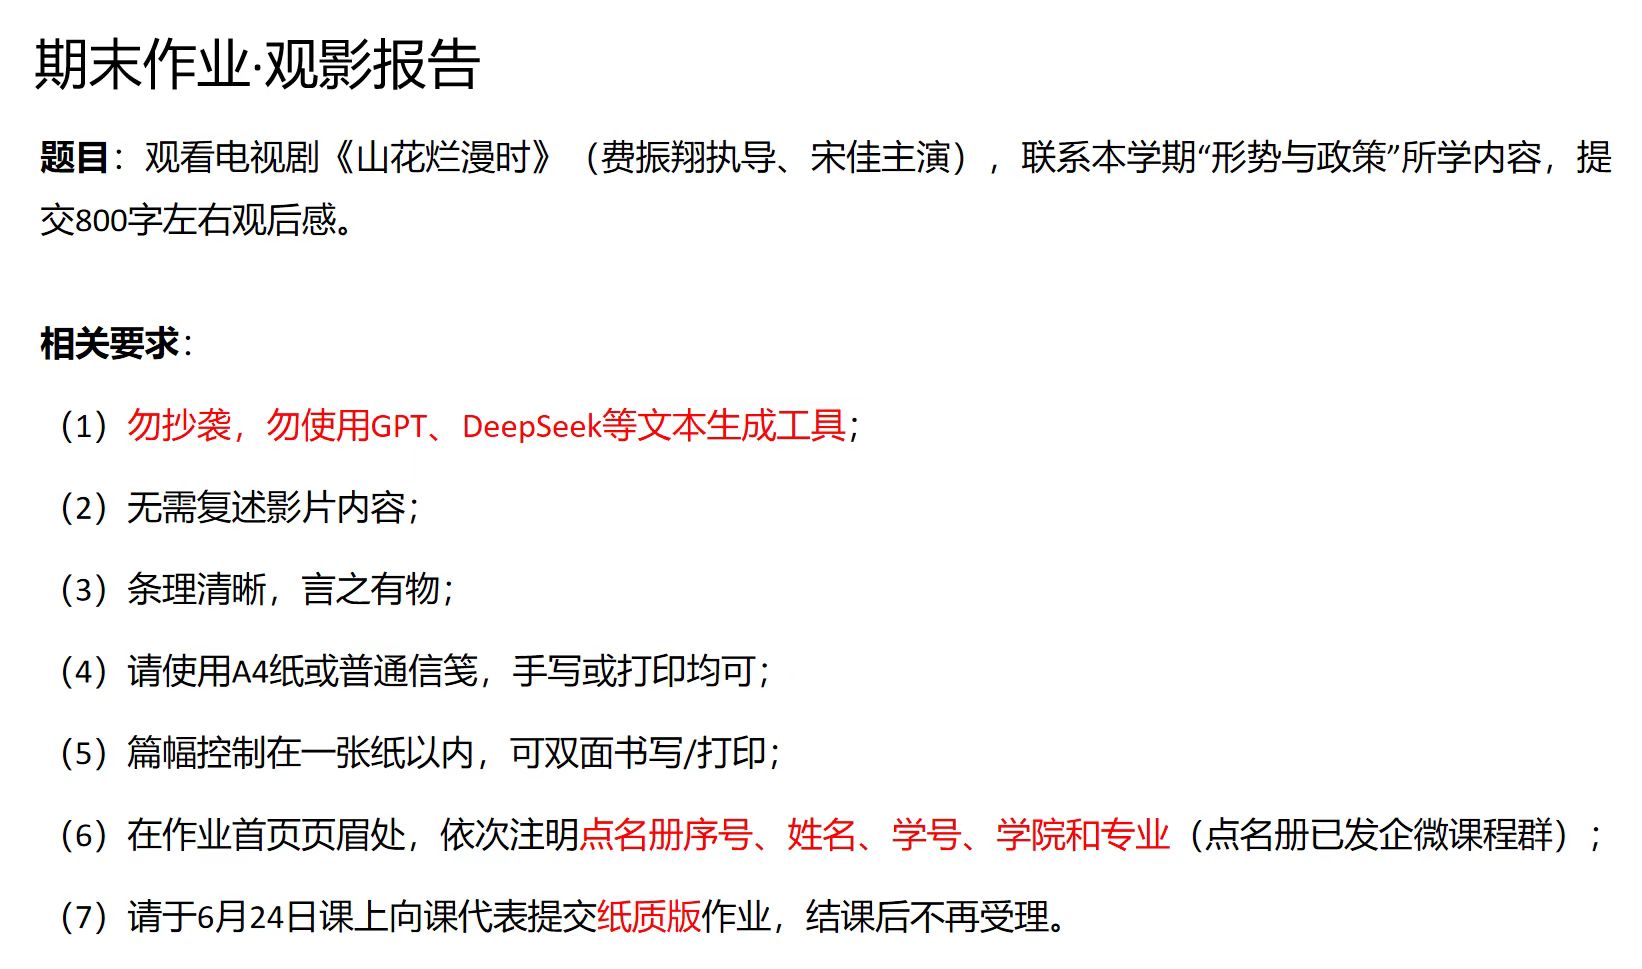 期末作业·观影报告
题目：观看电视剧《山花烂漫时》（费振翔执导、宋佳主演），联系本学期“形势与政策”所学内容，提
交800字左右观后感。
相关要求：
（1）勿抄袭，勿使用GPT、DeepSeek等文本生成工具；
（2）无需复述影片内容；
（3）条理清晰，言之有物；
（4）请使用A4纸或普通信笺，手写或打印均可；
（5）篇幅控制在一张纸以内，可双面书写/打印；
（6）在作业首页页眉处，依次注明点名册序号、姓名、学号、学院和专业（点名册已发企微课程群）；
（7）请于6月24日课上向课代表提交纸质版作业，结课后不再受理。